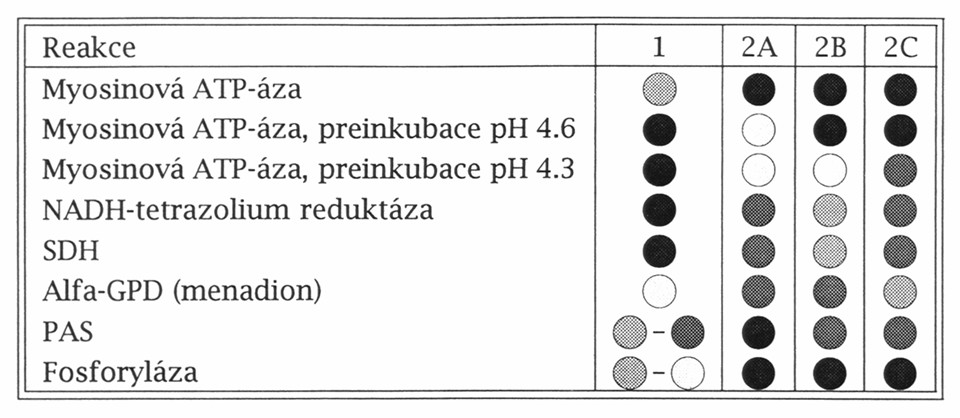 Reakce 1 2A 2B 2C
Myosinová ATP-áza
Myosinová ATP-áza, preinkubace pH 4.6
Myosinová ATP-áza, preinkubace pH 4.3
NADH-tetrazolium reduktáza
SDH
Alfa-GPD (menadion)
PAS –
Fosforyláza –